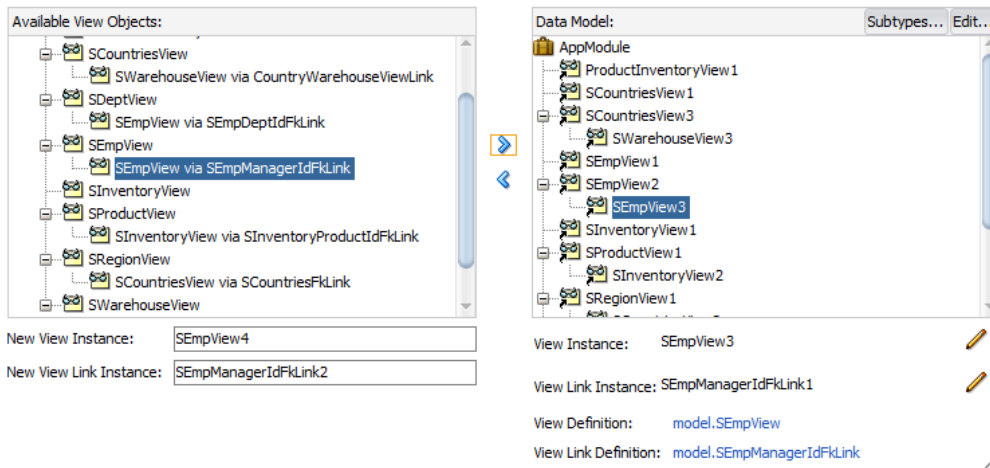 Available View Objects:
SCountriesView
SWarehouseView via CountryWarehouseViewLink
SDeptView
SEmpView via SEmpDeptIdFkLink
SEmpView
SEmpView via SEmpManagerIdFkLink
SInventoryView
SProductView
SInventoryView via SInventoryProductIdFkLink
SRegionView
SCountriesView via SCountriesFkLink
SWarehouseView
New View Instance: SEmpView4
New View Link Instance: SEmpManagerIdFkLink2
Data Model: Subtypes... Edit...
AppModule
ProductInventoryView1
SCountriesView1
SCountriesView3
SWarehouseView3
SEmpView1
SEmpView2
SEmpView3
SInventoryView1
SProductView1
SInventoryView2
SRegionView1
View Instance: SEmpView3
View Link Instance: SEmpManagerIdFkLink1
View Definition: model.SEmpView
View Link Definition: model.SEmpManagerIdFkLink